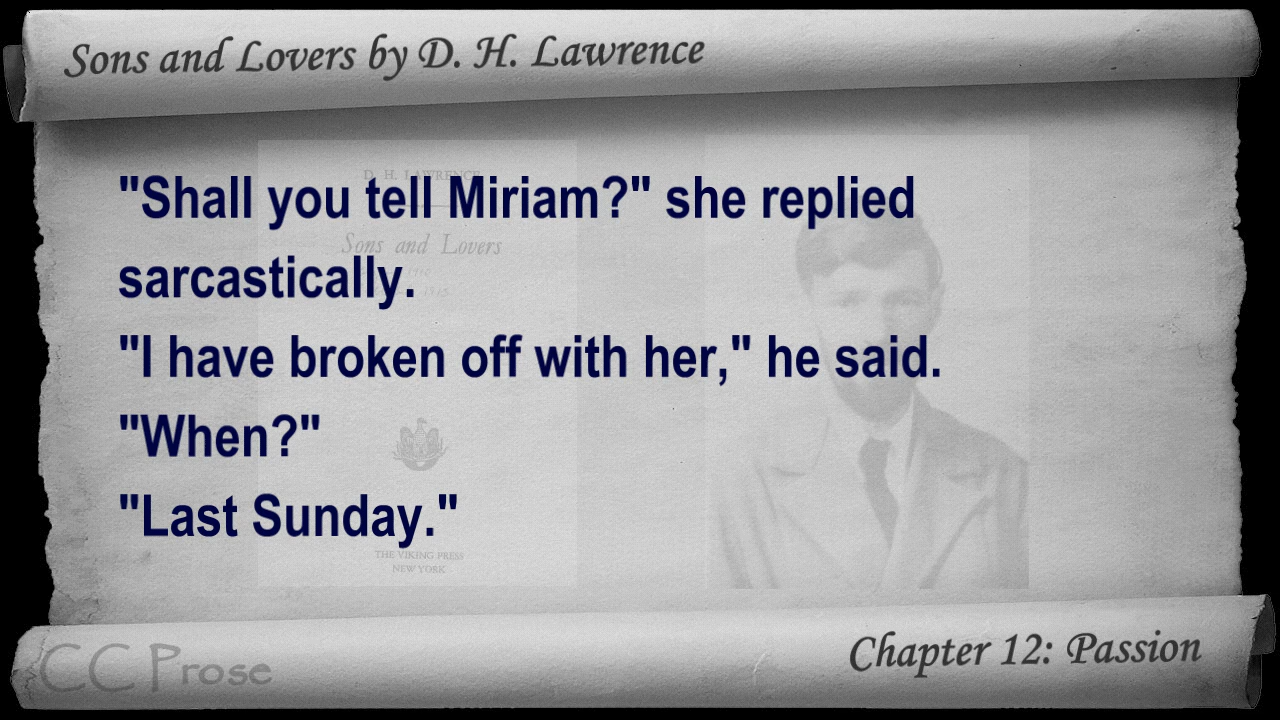 Sons and Lovers by D. H. Lawrence
D. H. LAWRENCE
"Shall you tell Miriam?" she replied
Sons and Lovers
sarcastically.
"I have broken off with her," he said.
"When?"
"Last Sunday."
THE VIKING PRESS
NEW YORK
CC Prose
Chapter 12: Passion